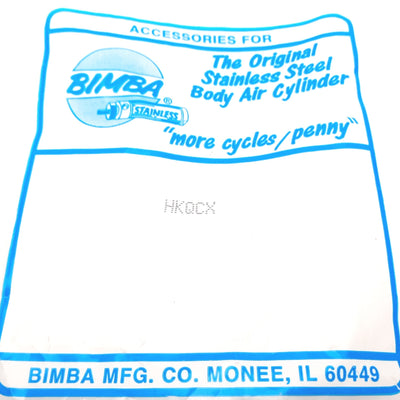 ACCESSORIES FOR
BIMBA®
STAINLESS
The Original
Stainless Steel
Body Air Cylinder
"more cycles/penny"
HKQCX
BIMBA MFG. CO. MONEE, IL 60449